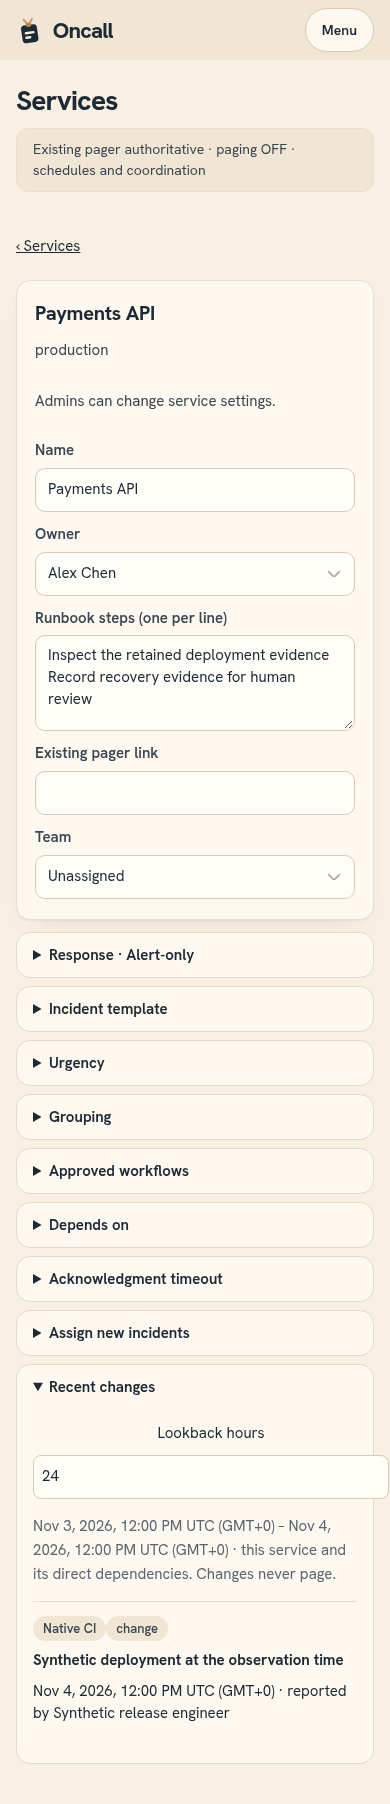 Oncall
Menu
Services
Existing pager authoritative · paging OFF ·
schedules and coordination
‹ Services
Payments API
production
Admins can change service settings.
Name
Payments API
Owner
Alex Chen
Runbook steps (one per line)
Inspect the retained deployment evidence
Record recovery evidence for human
review
Existing pager link
Team
Unassigned
Response · Alert-only
Incident template
Urgency
Grouping
Approved workflows
Depends on
Acknowledgment timeout
Assign new incidents
Recent changes
Lookback hours
24
Nov 3, 2026, 12:00 PM UTC (GMT+0) – Nov 4,
2026, 12:00 PM UTC (GMT+0) · this service and
its direct dependencies. Changes never page.
Native CI change
Synthetic deployment at the observation time
Nov 4, 2026, 12:00 PM UTC (GMT+0) · reported
by Synthetic release engineer